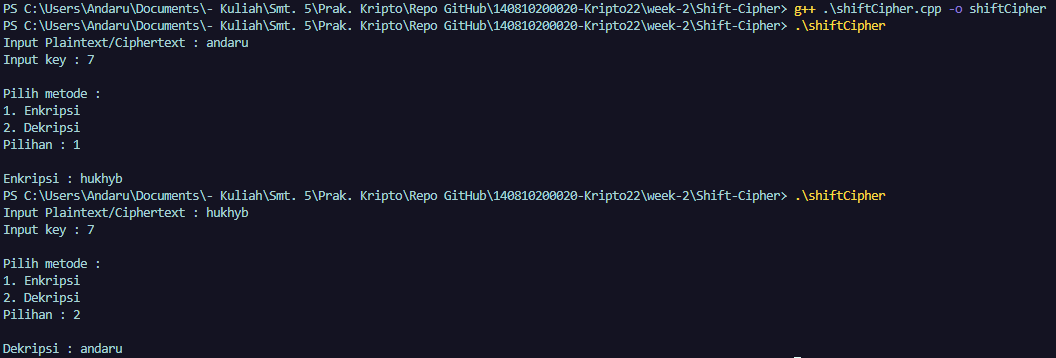 PS C:\Users\Andaru\Documents\- Kuliah\Smt. 5\Prak. Kripto\Repo GitHub\140810200020-Kripto22\week-2\Shift-Cipher> g++ .\shiftCipher.cpp -o shiftCipher
PS C:\Users\Andaru\Documents\- Kuliah\Smt. 5\Prak. Kripto\Repo GitHub\140810200020-Kripto22\week-2\Shift-Cipher> .\shiftCipher
Input Plaintext/Ciphertext : andaru
Input key : 7
Pilih metode :
1. Enkripsi
2. Dekripsi
Pilihan : 1
Enkripsi : hukhyb
PS C:\Users\Andaru\Documents\- Kuliah\Smt. 5\Prak. Kripto\Repo GitHub\140810200020-Kripto22\week-2\Shift-Cipher> .\shiftCipher
Input Plaintext/Ciphertext : hukhyb
Input key : 7
Pilih metode :
1. Enkripsi
2. Dekripsi
Pilihan : 2
Dekripsi : andaru